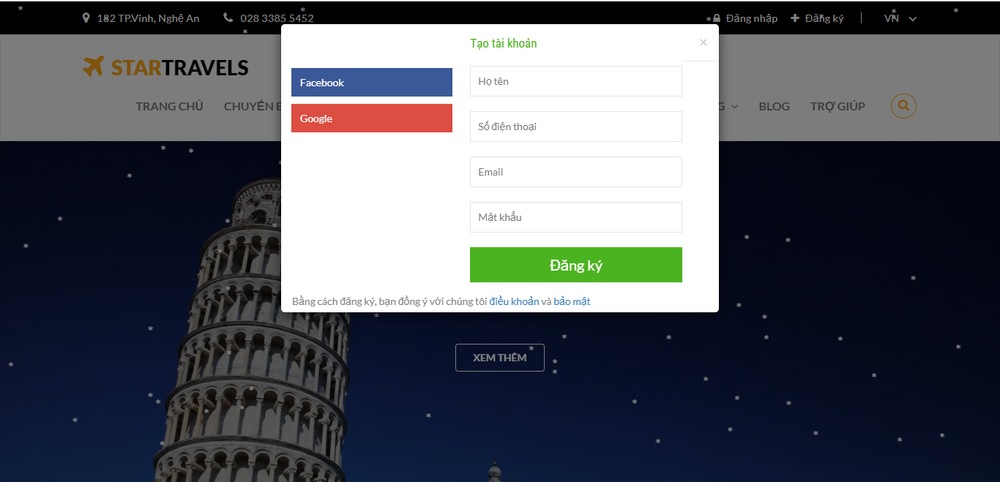 182 TP.Vinh, Nghệ An 028 3385 5452 Đăng nhập Đăng ký | VN
Tạo tài khoản ×
STARTRAVELS
Facebook
Google
Họ tên
Số điện thoại
Email
Mật khẩu
Đăng ký
Bằng cách đăng ký, bạn đồng ý với chúng tôi điều khoản và bảo mật
TRANG CHỦ CHUYẾN BLOG TRỢ GIÚP
XEM THÊM